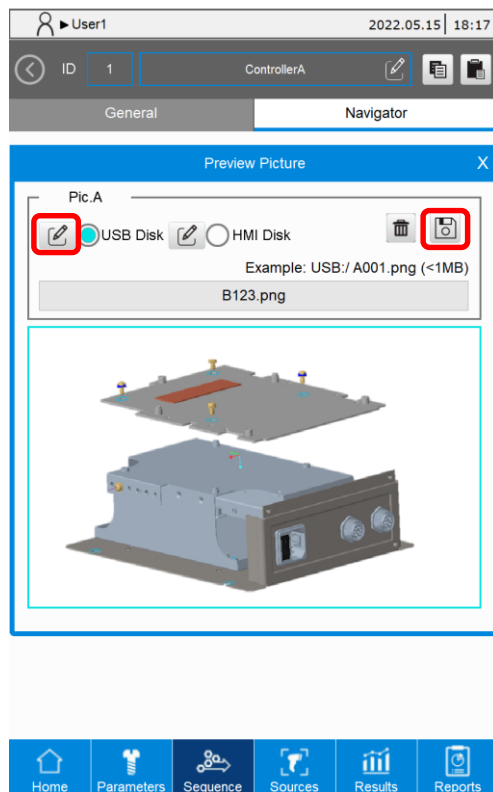 ►User1 2022.05.15 18:17
ID 1 ControllerA
General Navigator
Preview Picture X
Pic.A
USB Disk HMI Disk
Example: USB:/ A001.png (<1MB)
B123.png
Home Parameters Sequence Sources Results Reports